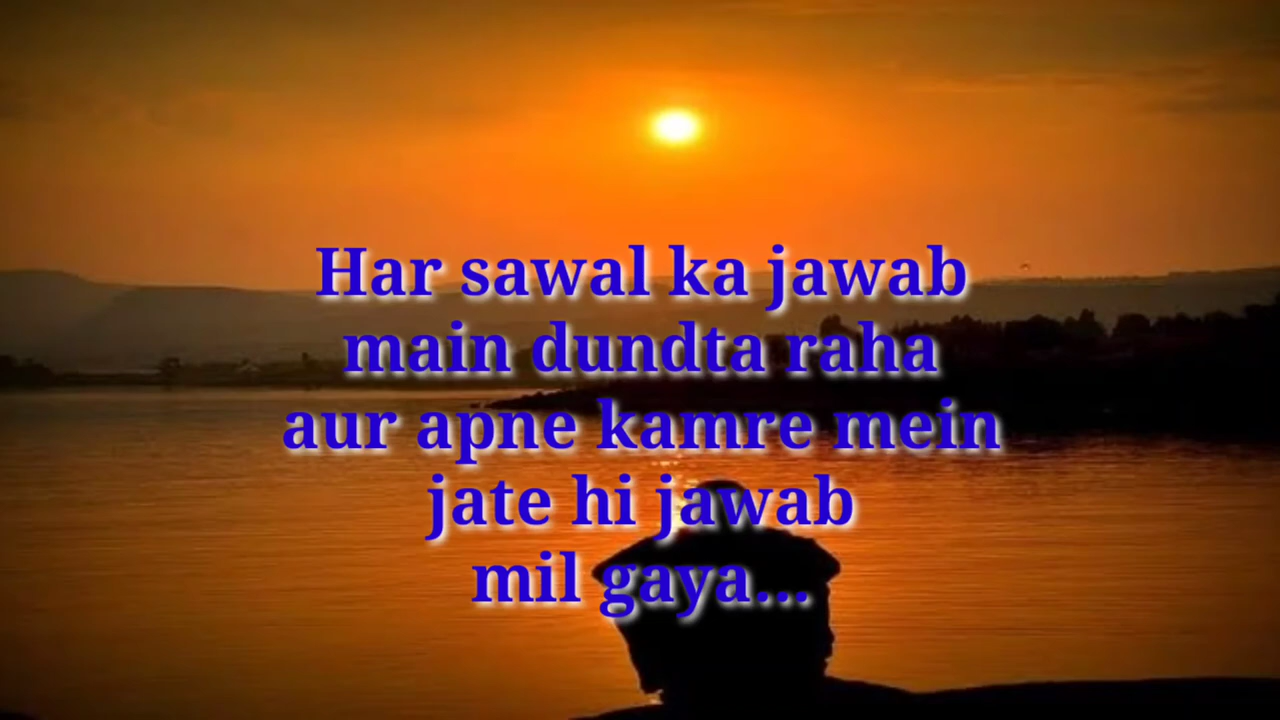 Har sawal ka jawab
main dundta raha
aur apne kamre mein
jate hi jawab
mil gaya...